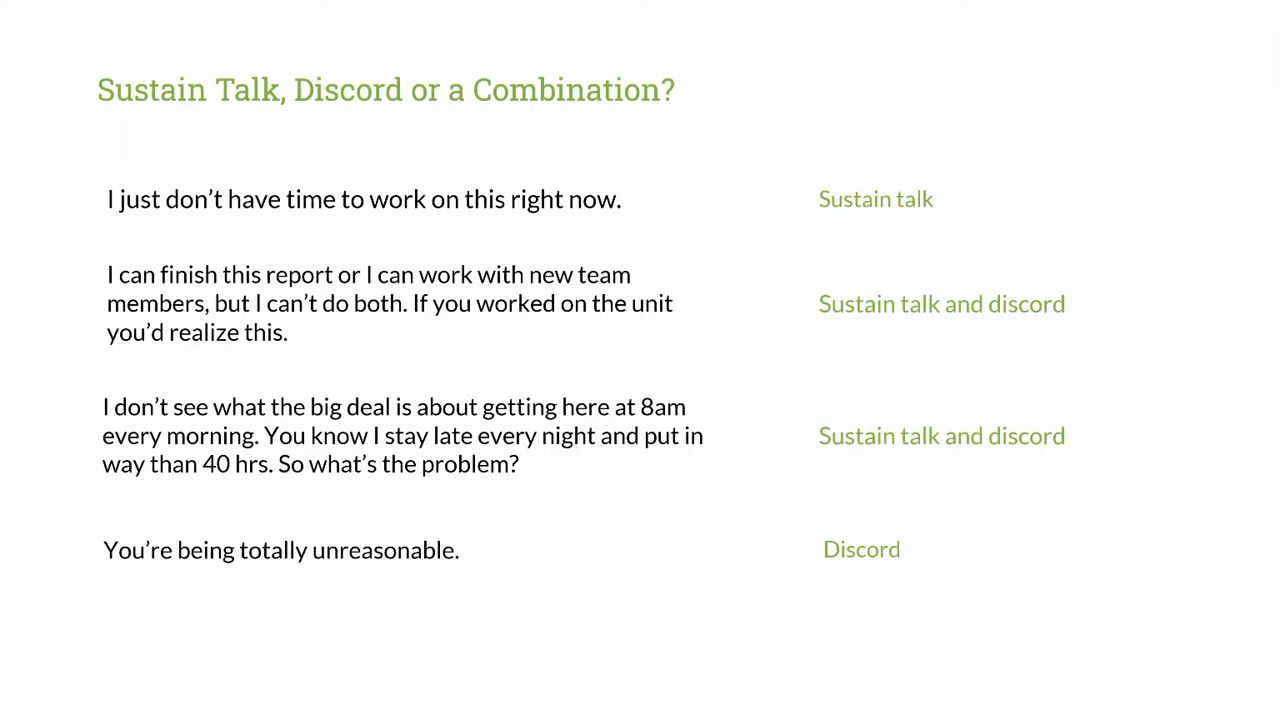 Sustain Talk, Discord or a Combination?
I just don’t have time to work on this right now.
Sustain talk
I can finish this report or I can work with new team
members, but I can’t do both. If you worked on the unit
you’d realize this.
Sustain talk and discord
I don’t see what the big deal is about getting here at 8am
every morning. You know I stay late every night and put in
way than 40 hrs. So what’s the problem?
Sustain talk and discord
You’re being totally unreasonable.
Discord